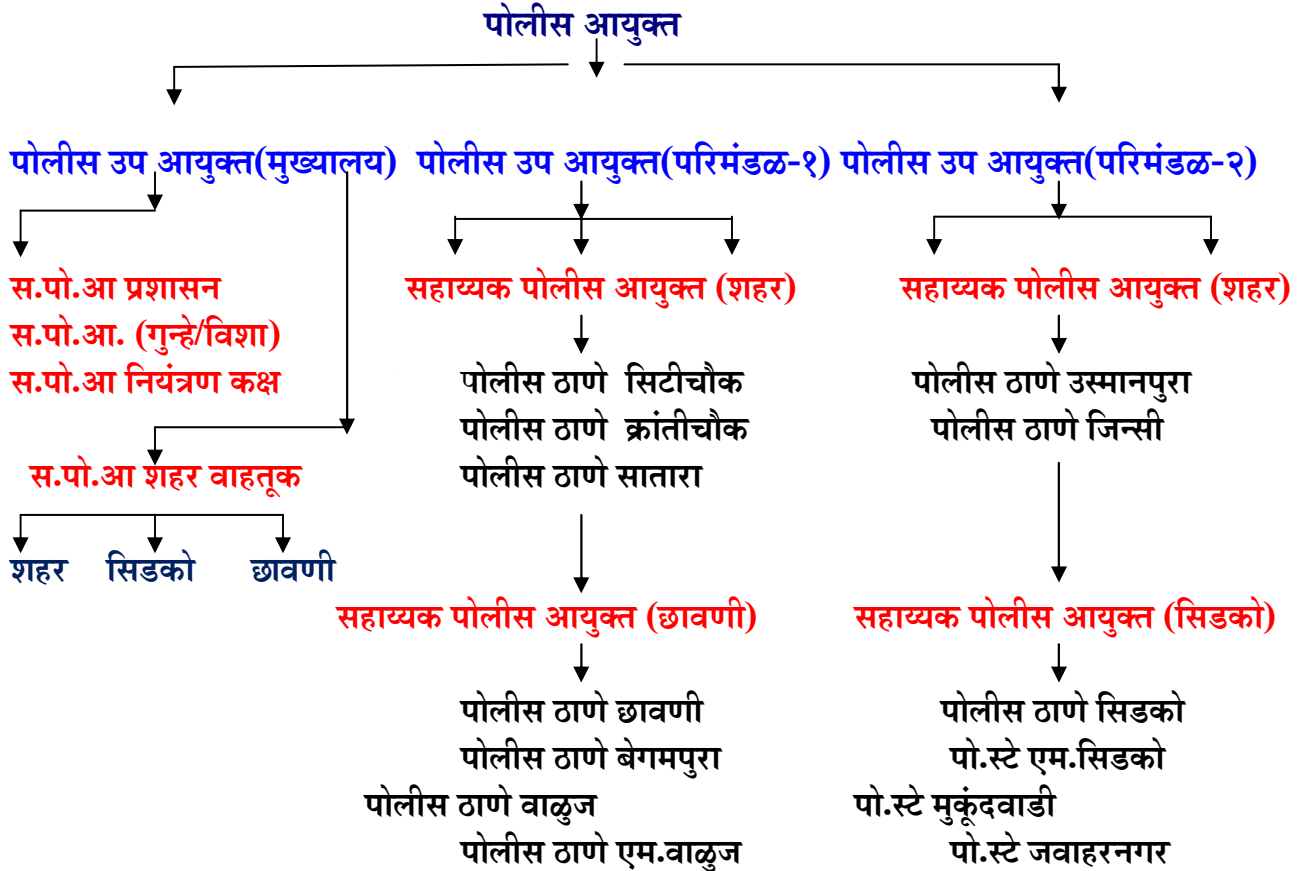 पोलीस आयुक्त
पोलीस उप आयुक्त(मुख्यालय) पोलीस उप आयुक्त(परिमंडळ-१) पोलीस उप आयुक्त(परिमंडळ-२)
स.पो.आ प्रशासन
स.पो.आ. (गुन्हे/विशा)
स.पो.आ नियंत्रण कक्ष
स.पो.आ शहर वाहतूक
शहर सिडको छावणी
सहाय्यक पोलीस आयुक्त (शहर)
पोलीस ठाणे सिटीचौक
पोलीस ठाणे क्रांतीचौक
पोलीस ठाणे सातारा
सहाय्यक पोलीस आयुक्त (छावणी)
पोलीस ठाणे छावणी
पोलीस ठाणे बेगमपुरा
पोलीस ठाणे वाळुज
पोलीस ठाणे एम.वाळुज
सहाय्यक पोलीस आयुक्त (शहर)
पोलीस ठाणे उस्मानपुरा
पोलीस ठाणे जिन्सी
सहाय्यक पोलीस आयुक्त (सिडको)
पोलीस ठाणे सिडको
पो.स्टे एम.सिडको
पो.स्टे मुकूंदवाडी
पो.स्टे जवाहरनगर